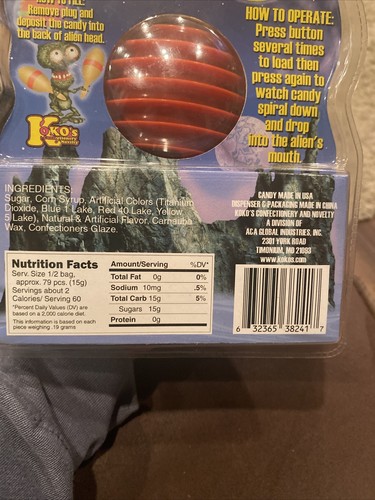 HOW TO FILL:
Remove plug and
deposit the candy into
the back of alien head.
KOKO'S
HOW TO OPERATE:
Press button
several times
to load then
press again to
watch candy
spiral down
and drop
into the alien's
mouth.
INGREDIENTS:
Sugar, Corn Syrup, Artificial Colors (Titanium
Dioxide, Blue 1 Lake, Red 40 Lake, Yellow
5 Lake), Natural & Artificial Flavor, Carnauba
Wax, Confectioners Glaze.
CANDY MADE IN USA
DISPENSER & PACKAGING MADE IN CHINA
KOKO'S CONFECTIONERY AND NOVELTY
A DIVISION OF
ACA GLOBAL INDUSTRIES, INC.
2381 YORK ROAD
TIMONIUM, MD 21093
www.kokos.com
Nutrition Facts
Serv. Size 1/2 bag,
approx. 79 pcs. (15g)
Servings about 2
Calories/ Serving 60
*Percent Daily Values (DV) are
based on a 2,000 calorie diet.
This information is based on each
piece weighing .19 grams
Amount/Serving %DV*
Total Fat 0g 0%
Sodium 10mg .5%
Total Carb 15g 5%
Sugars 15g
Protein 0g
6 32365 38241 7